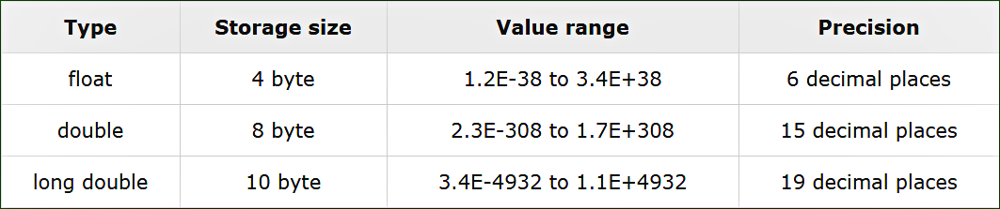 Type Storage size Value range Precision
float 4 byte 1.2E-38 to 3.4E+38 6 decimal places
double 8 byte 2.3E-308 to 1.7E+308 15 decimal places
long double 10 byte 3.4E-4932 to 1.1E+4932 19 decimal places